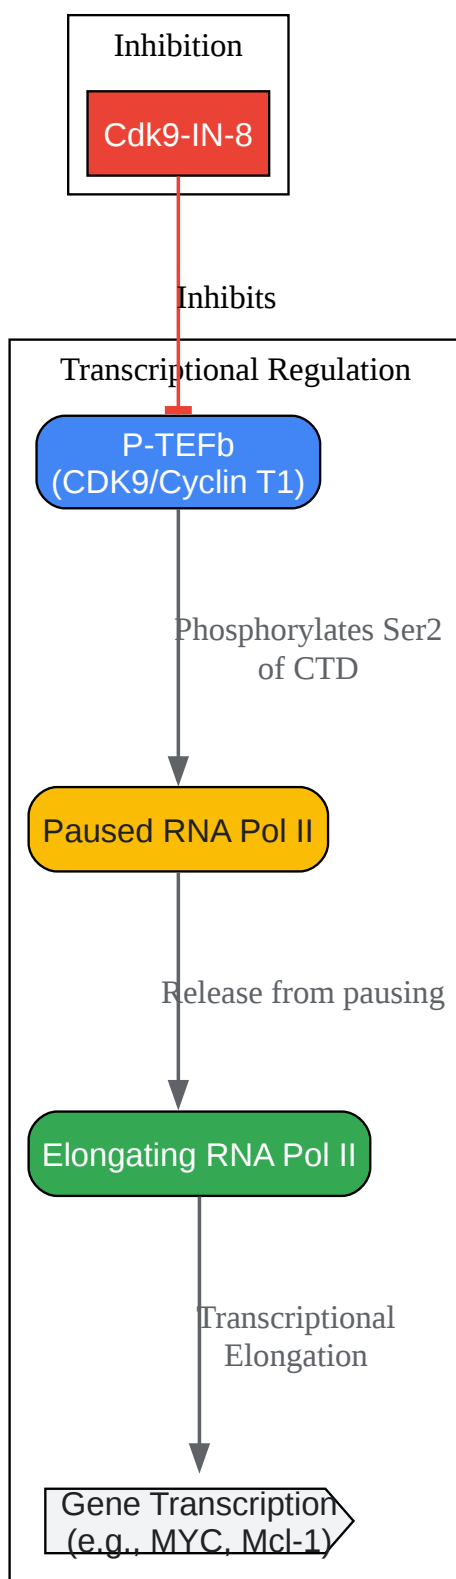 Inhibition
Cdk9-IN-8
Inhibits
Transcriptional Regulation
P-TEFb
(CDK9/Cyclin T1)
Phosphorylates Ser2
of CTD
Paused RNA Pol II
Release from pausing
Elongating RNA Pol II
Transcriptional
Elongation
Gene Transcription
(e.g., MYC, Mcl-1)